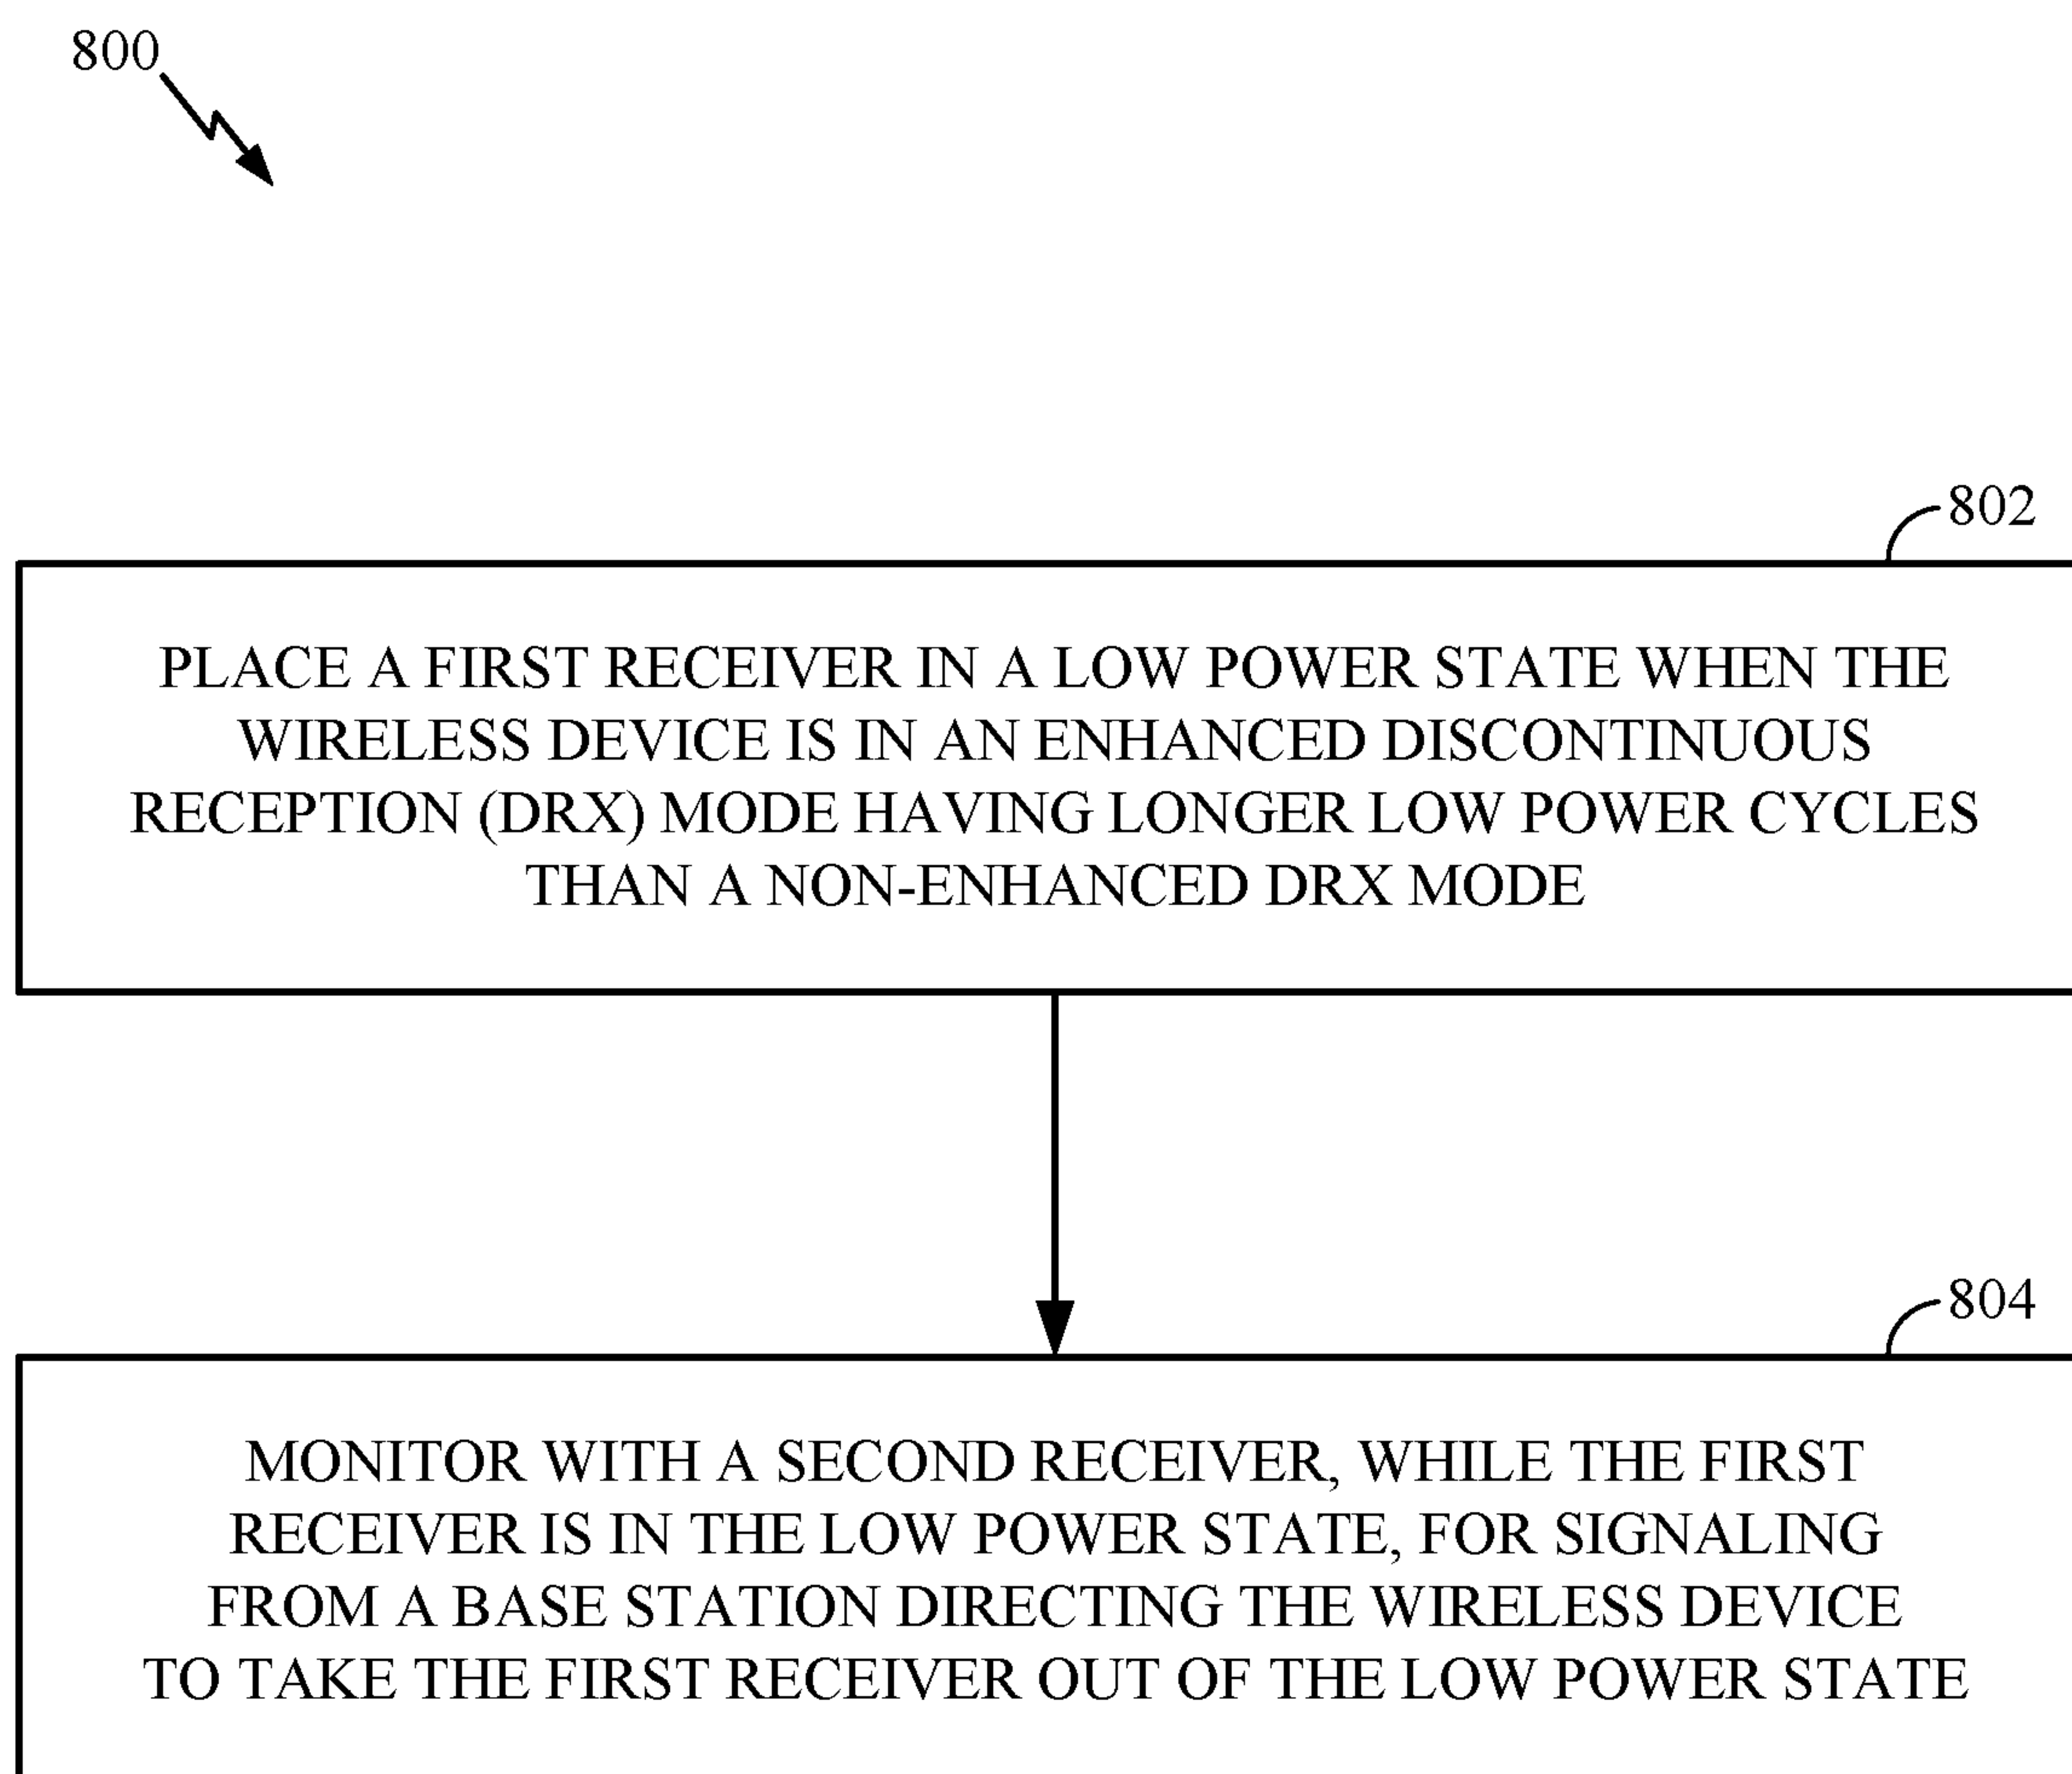 800
802
PLACE A FIRST RECEIVER IN A LOW POWER STATE WHEN THE
WIRELESS DEVICE IS IN AN ENHANCED DISCONTINUOUS
RECEPTION (DRX) MODE HAVING LONGER LOW POWER CYCLES
THAN A NON-ENHANCED DRX MODE
804
MONITOR WITH A SECOND RECEIVER, WHILE THE FIRST
RECEIVER IS IN THE LOW POWER STATE, FOR SIGNALING
FROM A BASE STATION DIRECTING THE WIRELESS DEVICE
TO TAKE THE FIRST RECEIVER OUT OF THE LOW POWER STATE